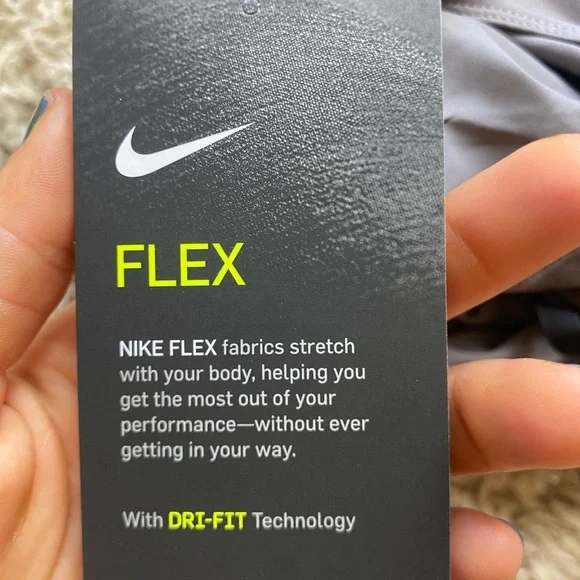 FLEX
NIKE FLEX fabrics stretch
with your body, helping you
get the most out of your
performance—without ever
getting in your way.
With DRI-FIT Technology